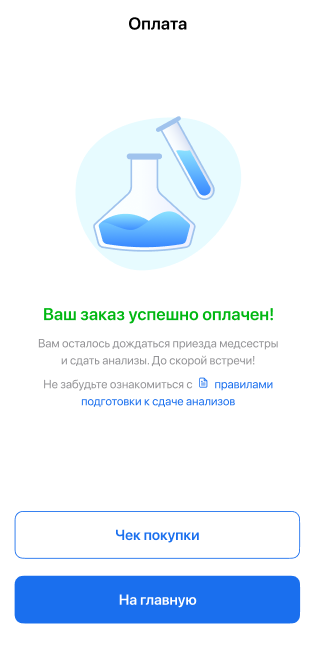 Оплата
Ваш заказ успешно оплачен!
Вам осталось дождаться приезда медсестры
и сдать анализы. До скорой встречи!
Не забудьте ознакомиться с правилами
подготовки к сдаче анализов
Чек покупки
На главную